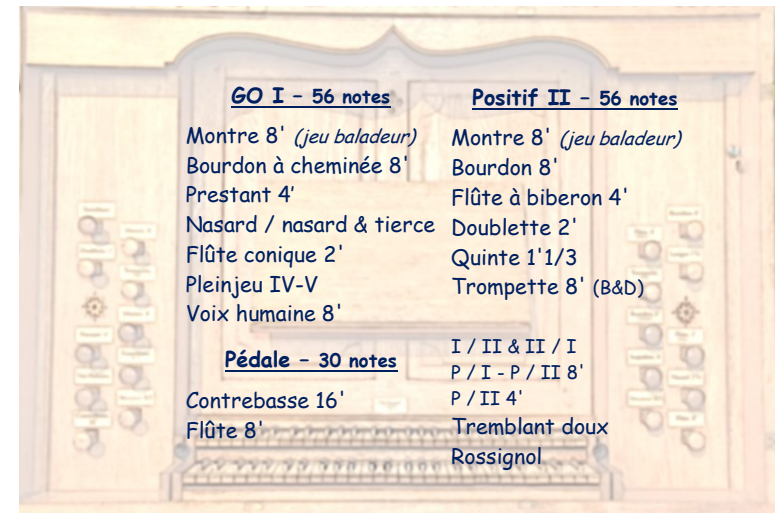 GO I – 56 notes
Montre 8' (jeu baladeur)
Bourdon à cheminée 8'
Prestant 4'
Nasard / nasard & tierce
Flûte conique 2'
Pleinjeu IV-V
Voix humaine 8'
Pédale – 30 notes
Contrebasse 16'
Flûte 8'
Positif II – 56 notes
Montre 8' (jeu baladeur)
Bourdon 8'
Flûte à biberon 4'
Doublette 2'
Quinte 1'1/3
Trompette 8' (B&D)
I / II & II / I
P / I - P / II 8'
P / II 4'
Tremblant doux
Rossignol